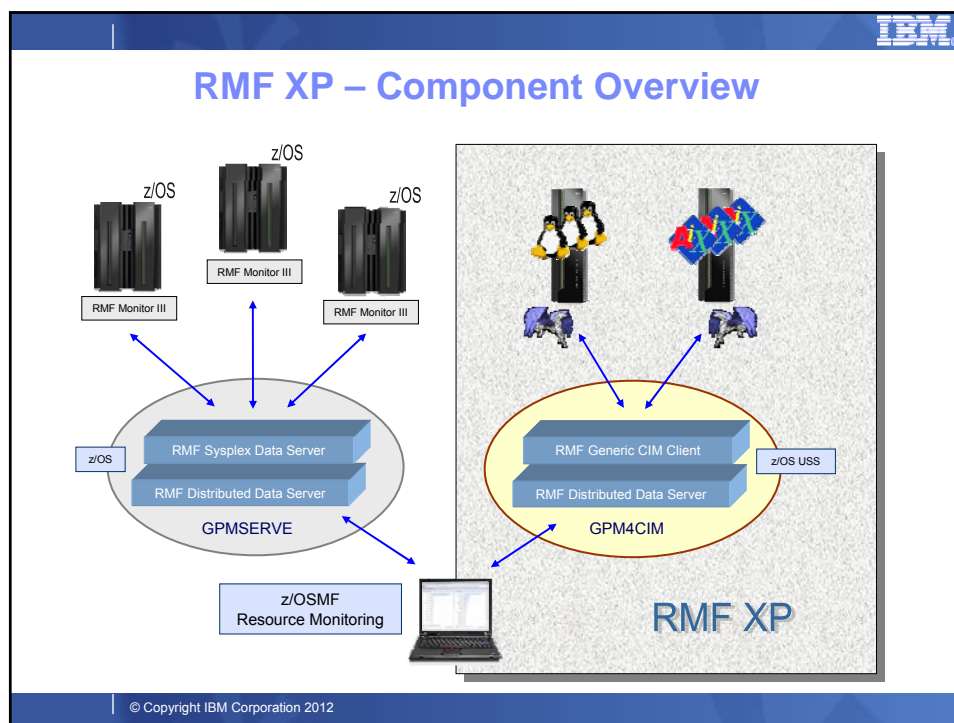 IBM
RMF XP – Component Overview
z/OS
z/OS
z/OS
RMF Monitor III
RMF Monitor III
RMF Monitor III
AiX
RMF Sysplex Data Server
RMF Distributed Data Server
z/OS
GPMSERVE
RMF Generic CIM Client
RMF Distributed Data Server
z/OS USS
GPM4CIM
z/OSMF
Resource Monitoring
RMF XP
© Copyright IBM Corporation 2012